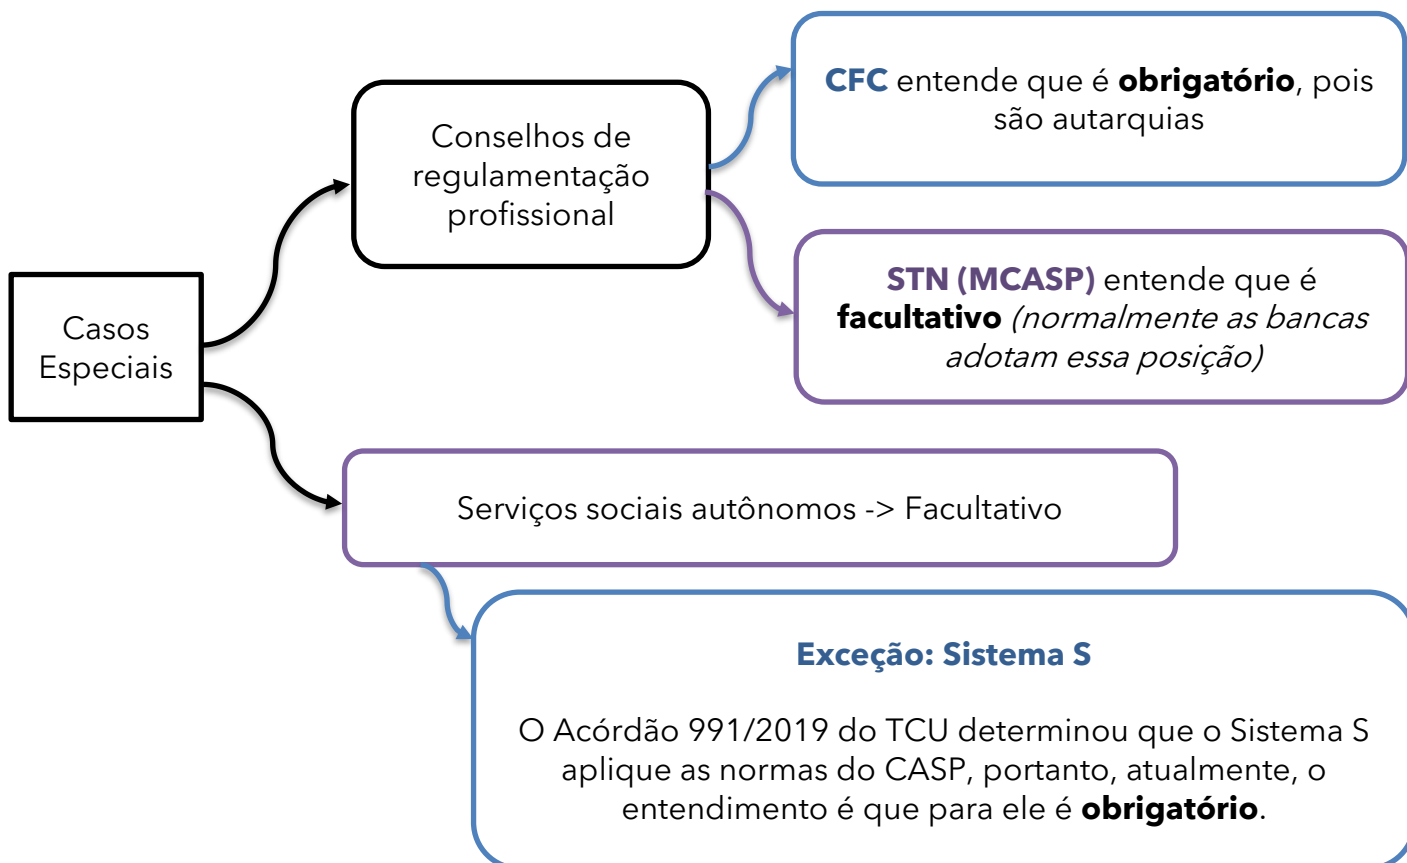 CFC entende que é obrigatório, pois
são autarquias
Conselhos de
regulamentação
profissional
STN (MCASP) entende que é
facultativo (normalmente as bancas
adotam essa posição)
Casos
Especiais
Serviços sociais autônomos -> Facultativo
Exceção: Sistema S
O Acórdão 991/2019 do TCU determinou que o Sistema S
aplique as normas do CASP, portanto, atualmente, o
entendimento é que para ele é obrigatório.